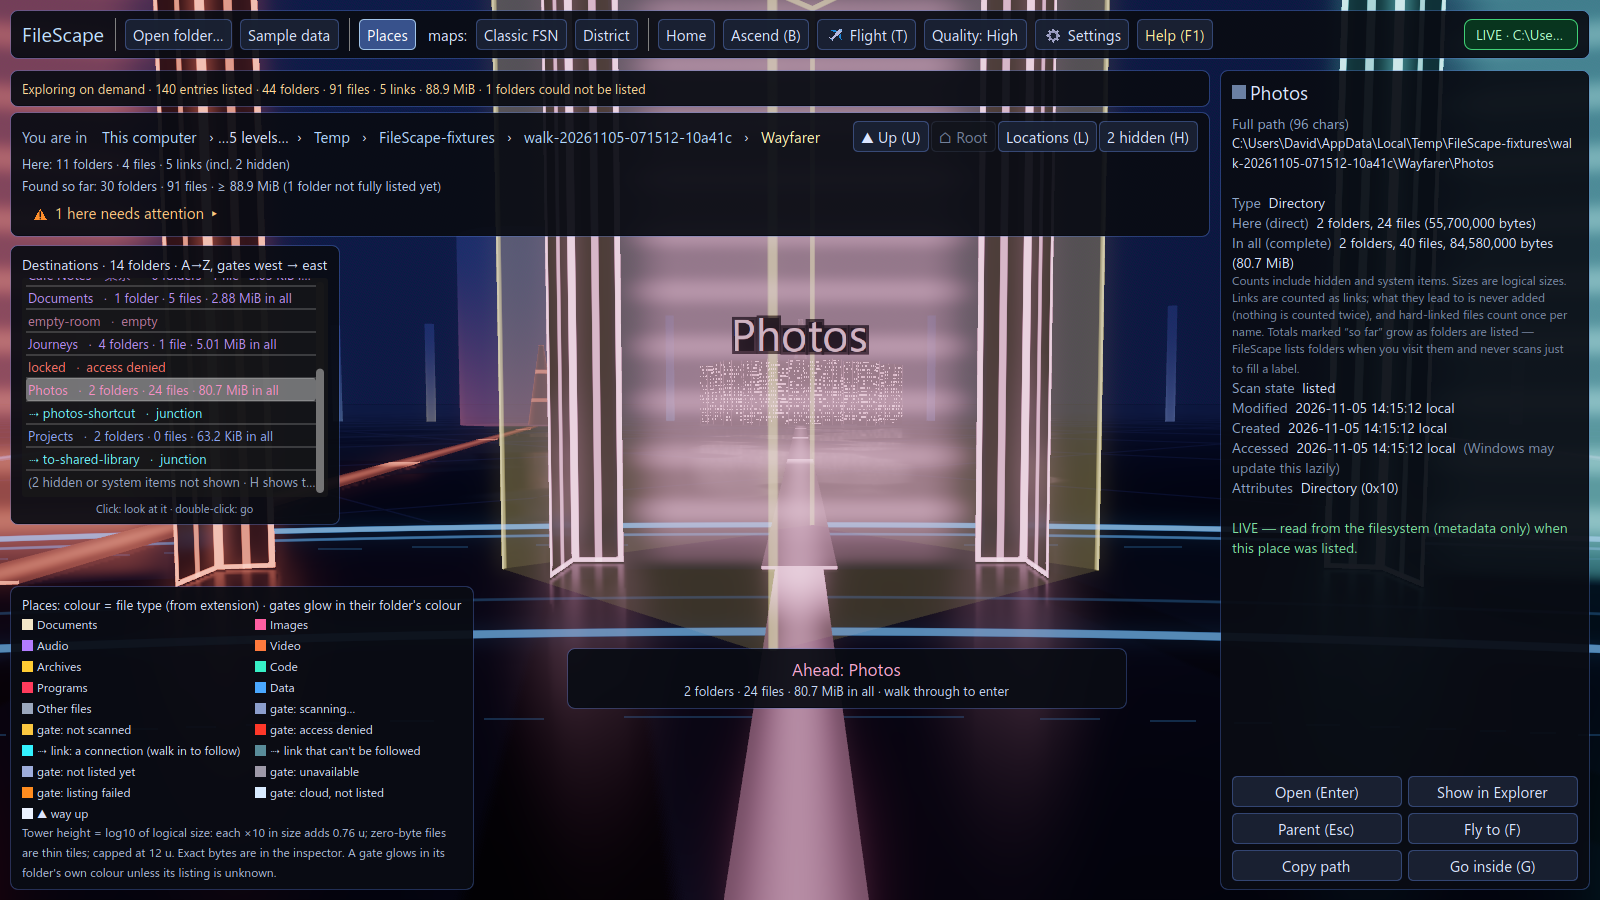 FileScape
Open folder...
Sample data
Places
maps:
Classic FSN
District
Home
Ascend (B)
Flight (T)
Quality: High
Settings
Help (F1)
LIVE · C:\Use...
Exploring on demand · 140 entries listed · 44 folders · 91 files · 5 links · 88.9 MiB · 1 folders could not be listed
You are in This computer › ...5 levels... › Temp › FileScape-fixtures › walk-20261105-071512-10a41c › Wayfarer
▲ Up (U)
⌂ Root
Locations (L)
2 hidden (H)
Here: 11 folders · 4 files · 5 links (incl. 2 hidden)
Found so far: 30 folders · 91 files · ≥ 88.9 MiB (1 folder not fully listed yet)
⚠ 1 here needs attention ▸
Destinations · 14 folders · A→Z, gates west → east
Documents · 1 folder · 5 files · 2.88 MiB in all
empty-room · empty
Journeys · 4 folders · 1 file · 5.01 MiB in all
locked · access denied
Photos · 2 folders · 24 files · 80.7 MiB in all
→ photos-shortcut · junction
Projects · 2 folders · 0 files · 63.2 KiB in all
→ to-shared-library · junction
(2 hidden or system items not shown · H shows t...
Click: look at it · double-click: go
Photos
Ahead: Photos
2 folders · 24 files · 80.7 MiB in all · walk through to enter
Places: colour = file type (from extension) · gates glow in their folder's colour
Documents
Images
Audio
Video
Archives
Code
Programs
Data
Other files
gate: scanning...
gate: not scanned
gate: access denied
→ link: a connection (walk in to follow)
→ link that can't be followed
gate: not listed yet
gate: unavailable
gate: listing failed
gate: cloud, not listed
▲ way up
Tower height = log10 of logical size: each ×10 in size adds 0.76 u; zero-byte files
are thin tiles; capped at 12 u. Exact bytes are in the inspector. A gate glows in its
folder's own colour unless its listing is unknown.
Photos
Full path (96 chars)
C:\Users\David\AppData\Local\Temp\FileScape-fixtures\wal
k-20261105-071512-10a41c\Wayfarer\Photos
Type Directory
Here (direct) 2 folders, 24 files (55,700,000 bytes)
In all (complete) 2 folders, 40 files, 84,580,000 bytes
(80.7 MiB)
Counts include hidden and system items. Sizes are logical sizes.
Links are counted as links; what they lead to is never added
(nothing is counted twice), and hard-linked files count once per
name. Totals marked "so far" grow as folders are listed —
FileScape lists folders when you visit them and never scans just
to fill a label.
Scan state listed
Modified 2026-11-05 14:15:12 local
Created 2026-11-05 14:15:12 local
Accessed 2026-11-05 14:15:12 local (Windows may
update this lazily)
Attributes Directory (0x10)
LIVE — read from the filesystem (metadata only) when
this place was listed.
Open (Enter)
Show in Explorer
Parent (Esc)
Fly to (F)
Copy path
Go inside (G)